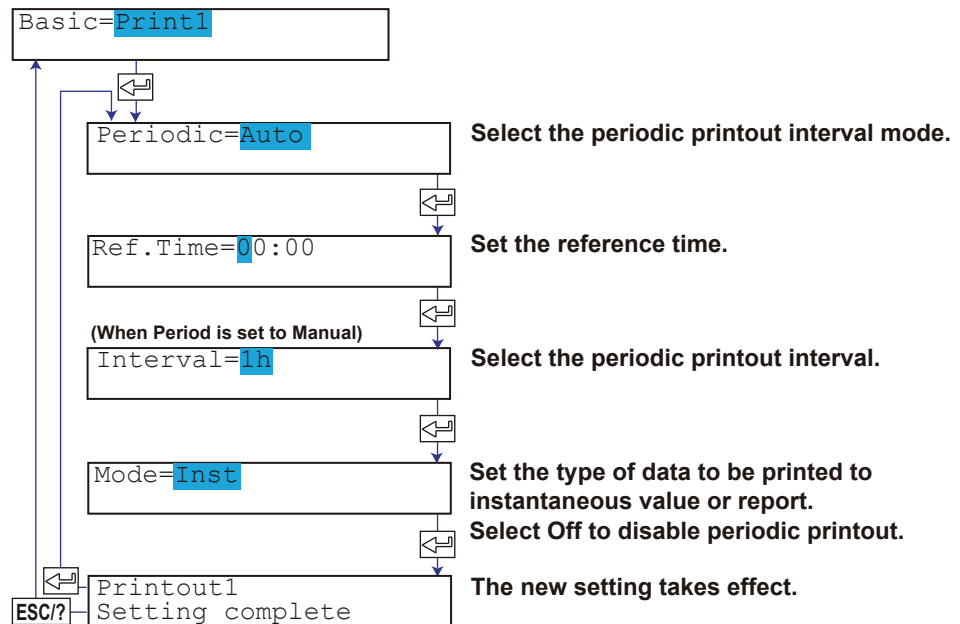 Basic=Print1
Periodic=Auto
Select the periodic printout interval mode.
Ref.Time=00:00
Set the reference time.
(When Period is set to Manual)
Interval=1h
Select the periodic printout interval.
Mode=Inst
Set the type of data to be printed to
instantaneous value or report.
Select Off to disable periodic printout.
Printout1
Setting complete
The new setting takes effect.
ESC/?